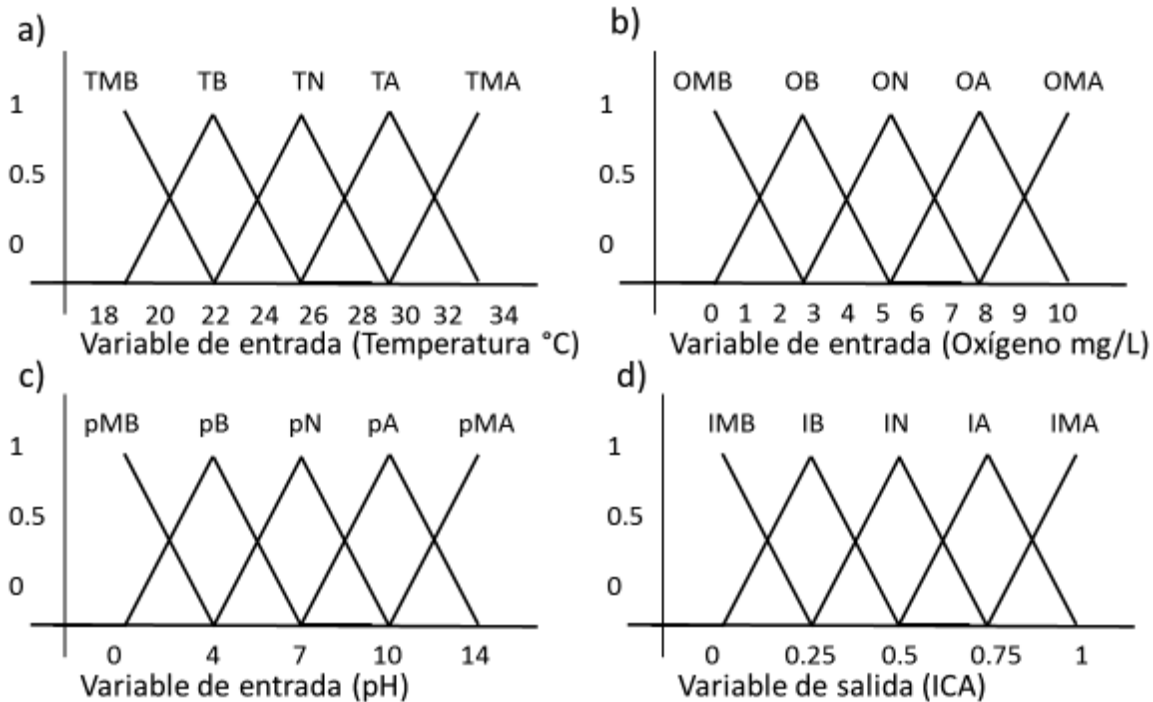 a)
TMB TB TN TA TMA
1
0.5
0
18 20 22 24 26 28 30 32 34
Variable de entrada (Temperatura °C)
b)
OMB OB ON OA OMA
1
0.5
0
0 1 2 3 4 5 6 7 8 9 10
Variable de entrada (Oxígeno mg/L)
c)
pMB pB pN pA pMA
1
0.5
0
0 4 7 10 14
Variable de entrada (pH)
d)
IMB IB IN IA IMA
1
0.5
0
0 0.25 0.5 0.75 1
Variable de salida (ICA)